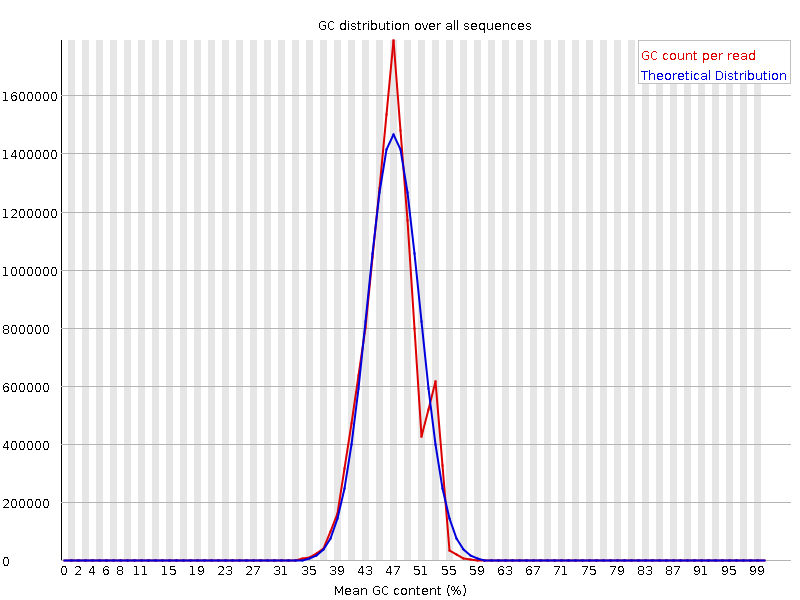 GC distribution over all sequences
GC count per read
Theoretical Distribution
1600000
1400000
1200000
1000000
800000
600000
400000
200000
0
0 2 4 6 8 11 15 19 23 27 31 35 39 43 47 51 55 59 63 67 71 75 79 83 87 91 95 99
Mean GC content (%)